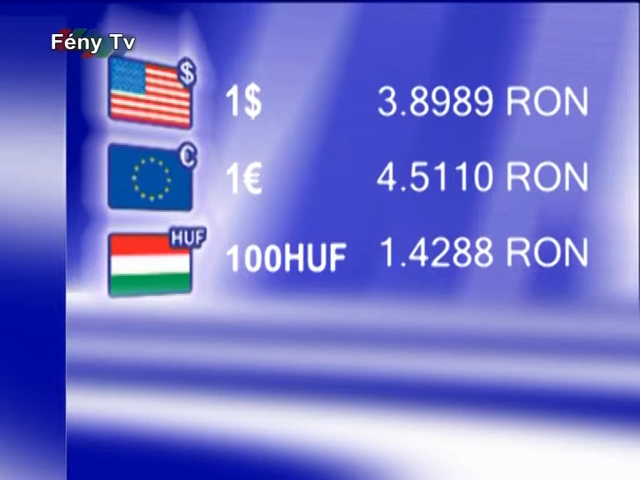 Fény Tv
$
1$ 3.8989 RON
€
1€ 4.5110 RON
HUF
100HUF 1.4288 RON